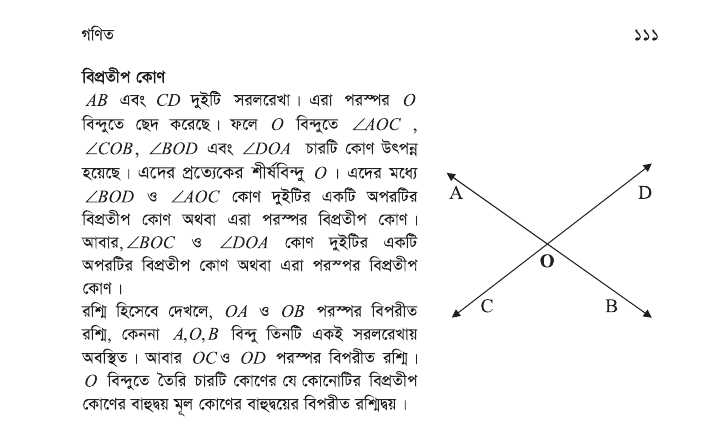 গণিত ১১১
বিপ্রতীপ কোণ
AB এবং CD দুইটি সরলরেখা। এরা পরস্পর O
বিন্দুতে ছেদ করেছে। ফলে O বিন্দুতে ∠AOC ,
∠COB, ∠BOD এবং ∠DOA চারটি কোণ উৎপন্ন
হয়েছে। এদের প্রত্যেকের শীর্ষবিন্দু O । এদের মধ্যে
∠BOD ও ∠AOC কোণ দুইটির একটি অপরটির
বিপ্রতীপ কোণ অথবা এরা পরস্পর বিপ্রতীপ কোণ।
আবার, ∠BOC ও ∠DOA কোণ দুইটির একটি
অপরটির বিপ্রতীপ কোণ অথবা এরা পরস্পর বিপ্রতীপ
কোণ।
রশ্মি হিসেবে দেখলে, OA ও OB পরস্পর বিপরীত
রশ্মি, কেননা A,O,B বিন্দু তিনটি একই সরলরেখায়
অবস্থিত। আবার OC ও OD পরস্পর বিপরীত রশ্মি।
O বিন্দুতে তৈরি চারটি কোণের যে কোনোটির বিপ্রতীপ
কোণের বাহুদ্বয় মূল কোণের বাহুদ্বয়ের বিপরীত রশ্মিদ্বয়।
A D
O
C B